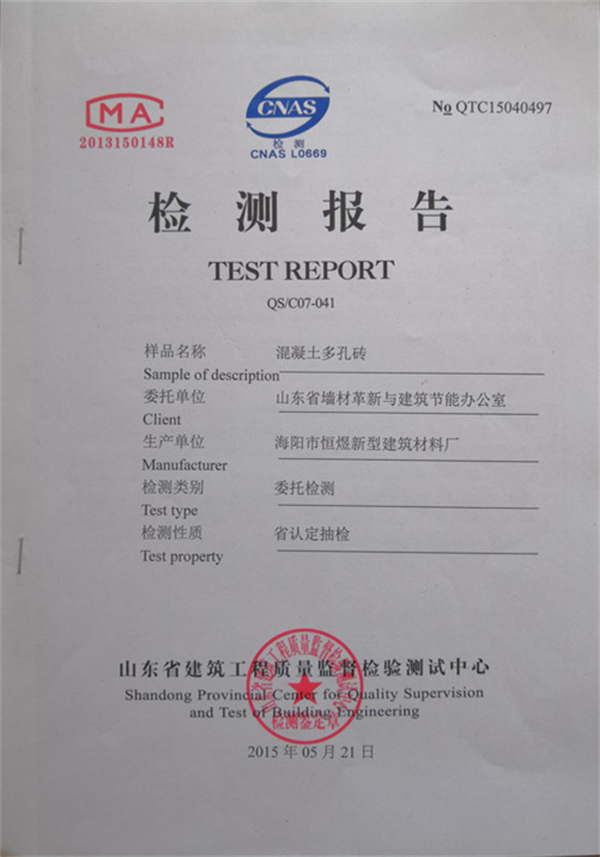 MA
2013150148R
CNAS
检 测
CNAS L0669
No QTC15040497
检 测 报 告
TEST REPORT
QS/C07-041
样品名称 混凝土多孔砖
Sample of description
委托单位 山东省墙材革新与建筑节能办公室
Client
生产单位 海阳市恒煜新型建筑材料厂
Manufacturer
检测类别 委托检测
Test type
检测性质 省认定抽检
Test property
山东省建筑工程质量监督检验测试中心
Shandong Provincial Center for Quality Supervision
and Test of Building Engineering
检测鉴定章
2015 年 05 月 21 日